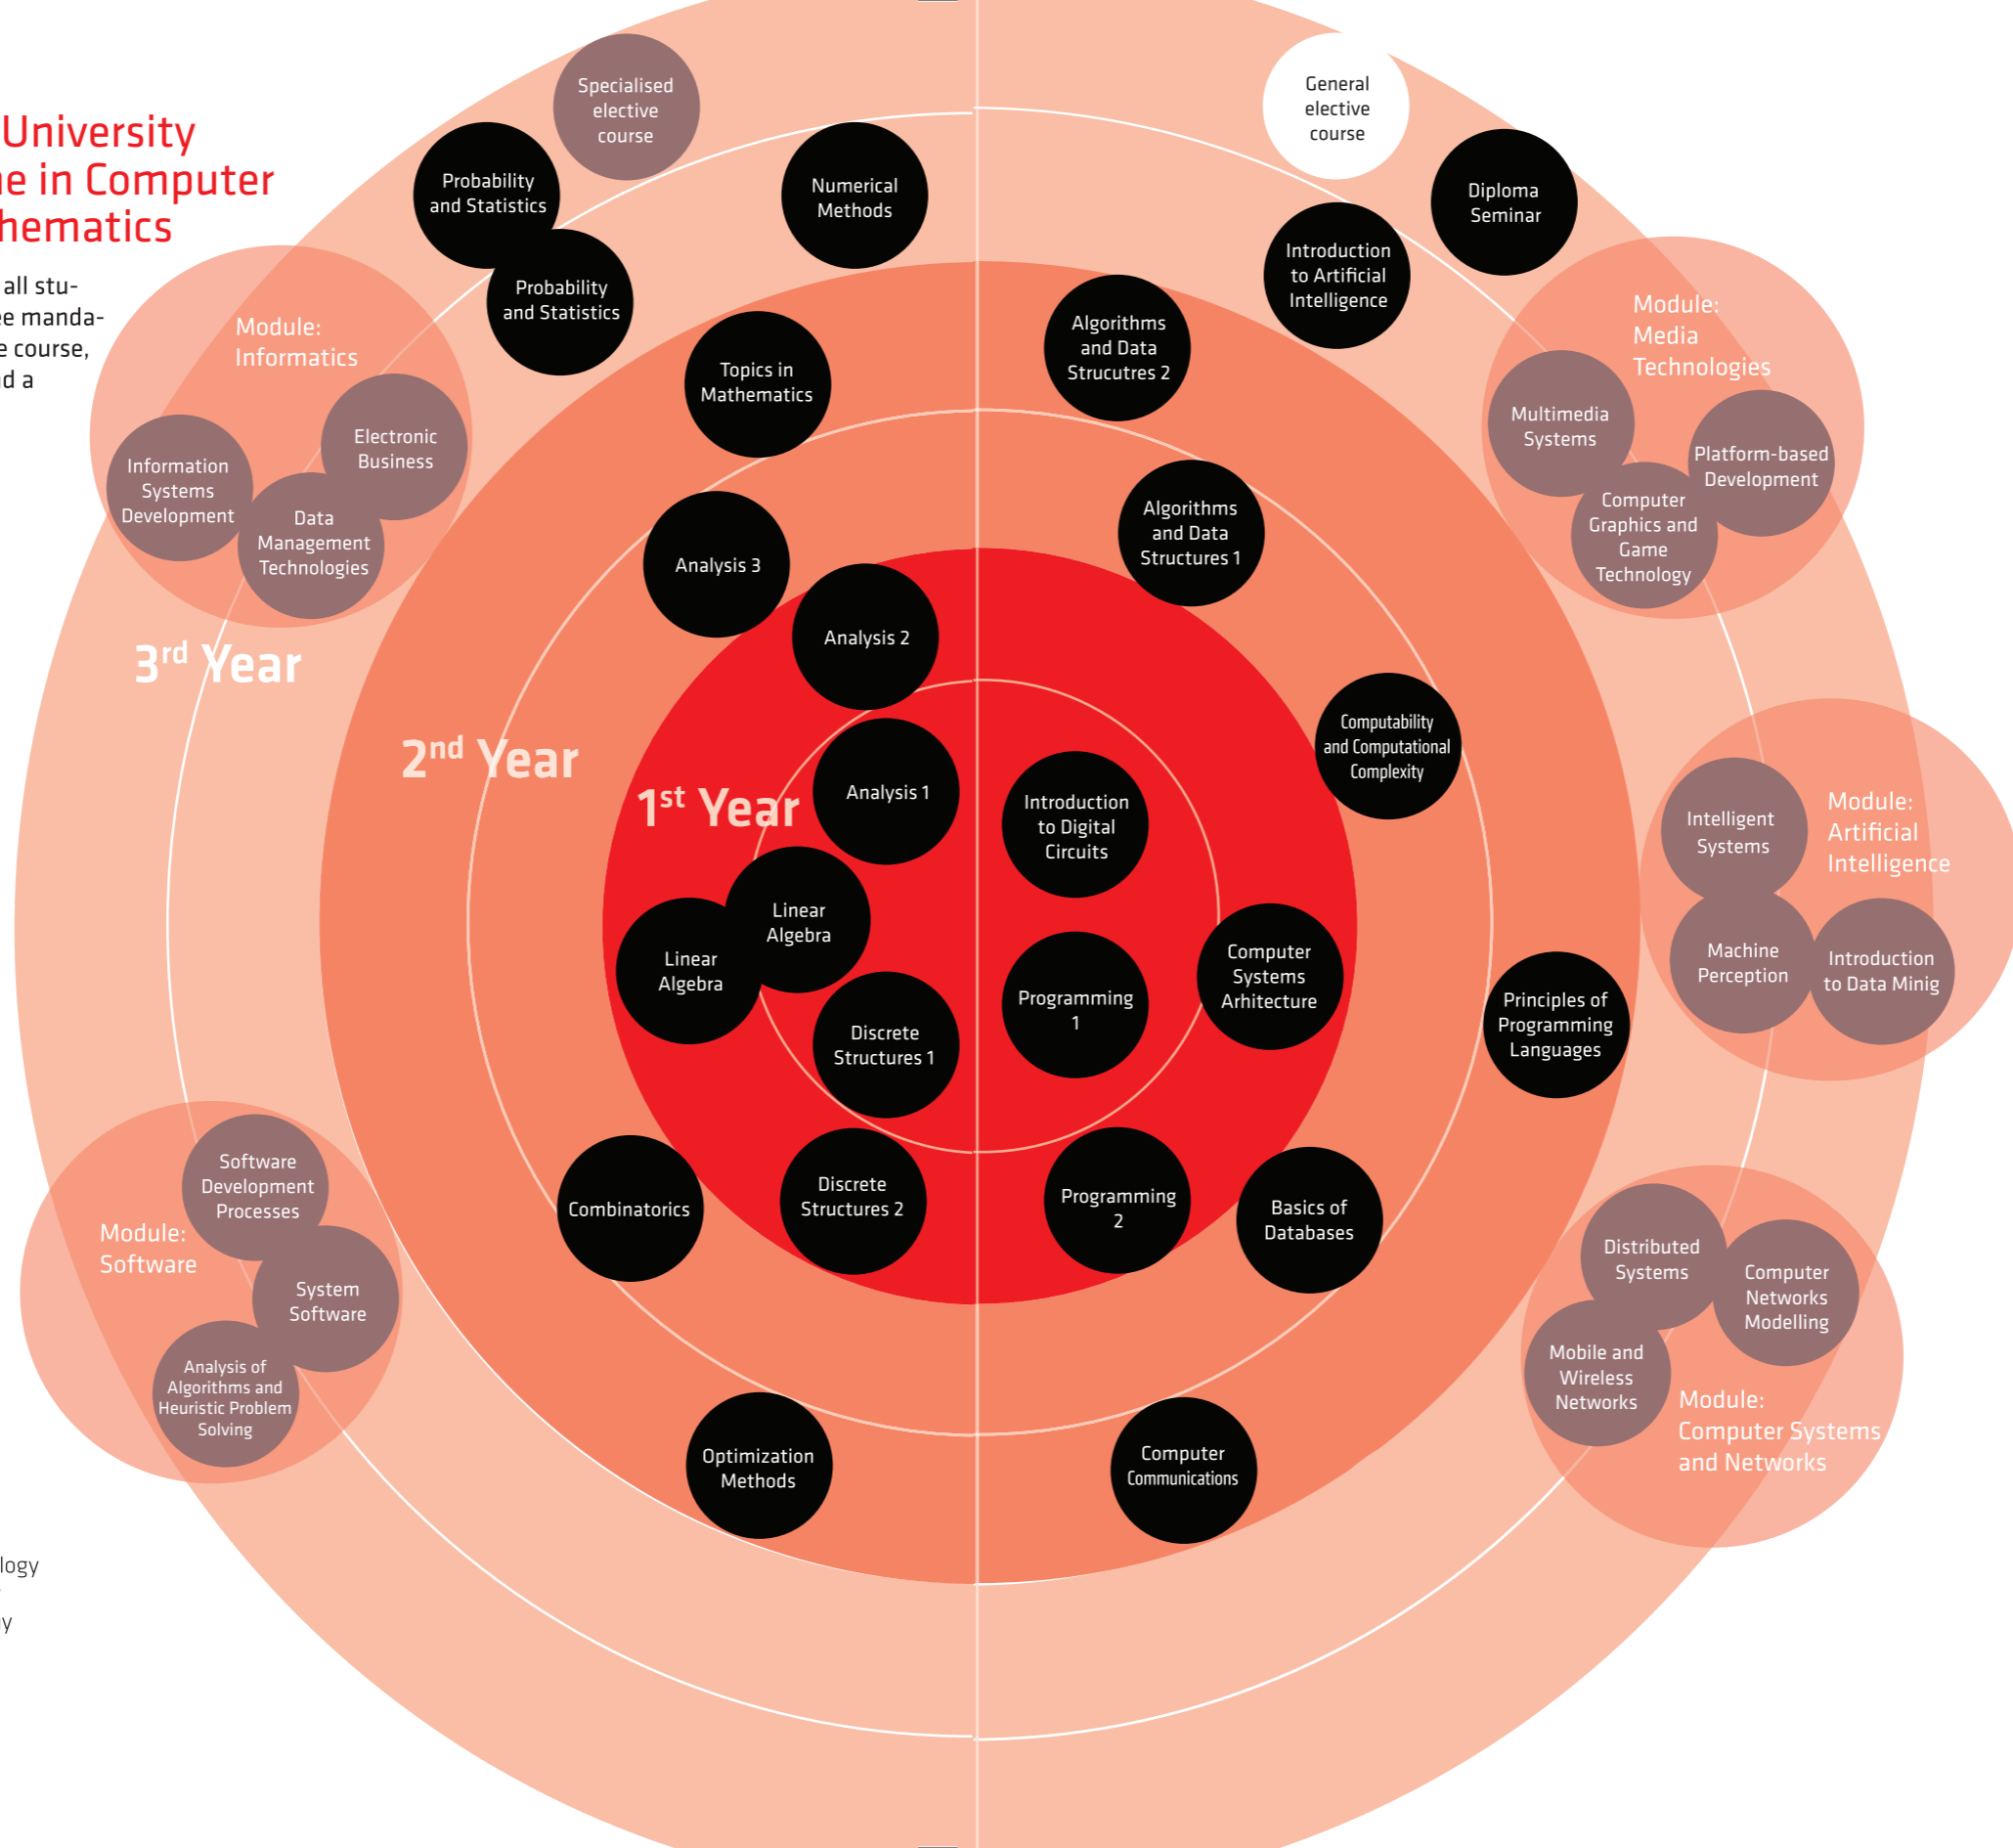 University
e in Computer
hematics
all stu-
ee manda-
e course,
d a
Specialised
elective
course
General
elective
course
Probability
and Statistics
Numerical
Methods
Diploma
Seminar
Introduction
to Artificial
Intelligence
Probability
and Statistics
Module:
Informatics
Algorithms
and Data
Strucutres 2
Module:
Media
Technologies
Topics in
Mathematics
Electronic
Business
Information
Systems
Development
Data
Management
Technologies
Multimedia
Systems
Platform-based
Development
Computer
Graphics and
Game
Technology
Analysis 3
Algorithms
and Data
Structures 1
Analysis 2
3rd Year
2nd Year
1st Year
Analysis 1
Introduction
to Digital
Circuits
Computability
and Computational
Complexity
Intelligent
Systems
Module:
Artificial
Intelligence
Linear
Algebra
Linear
Algebra
Computer
Systems
Arhitecture
Machine
Perception
Introduction
to Data Minig
Discrete
Structures 1
Programming
1
Principles of
Programming
Languages
Software
Development
Processes
Module:
Software
System
Software
Analysis of
Algorithms and
Heuristic Problem
Solving
Combinatorics
Discrete
Structures 2
Programming
2
Basics of
Databases
Distributed
Systems
Computer
Networks
Modelling
Mobile and
Wireless
Networks
Module:
Computer Systems
and Networks
Optimization
Methods
Computer
Communications
logy
y